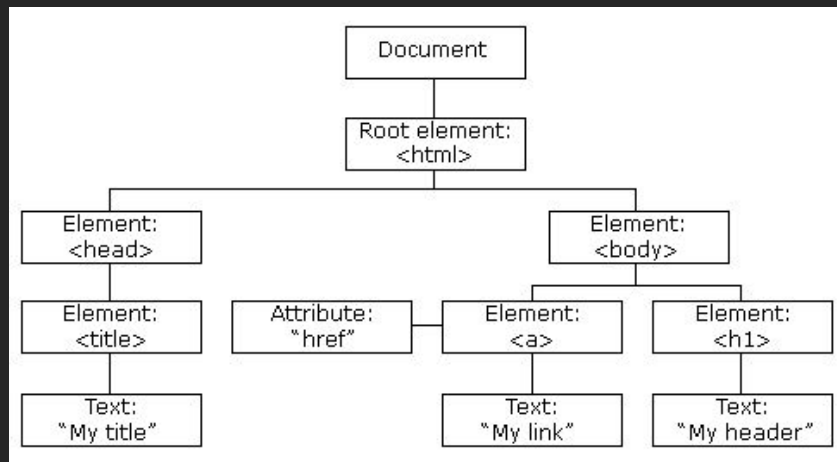 Document
Root element:
<html>
Element:
<head>
Element:
<body>
Element:
<title>
Attribute:
“href”
Element:
<a>
Element:
<h1>
Text:
“My title”
Text:
“My link”
Text:
“My header”